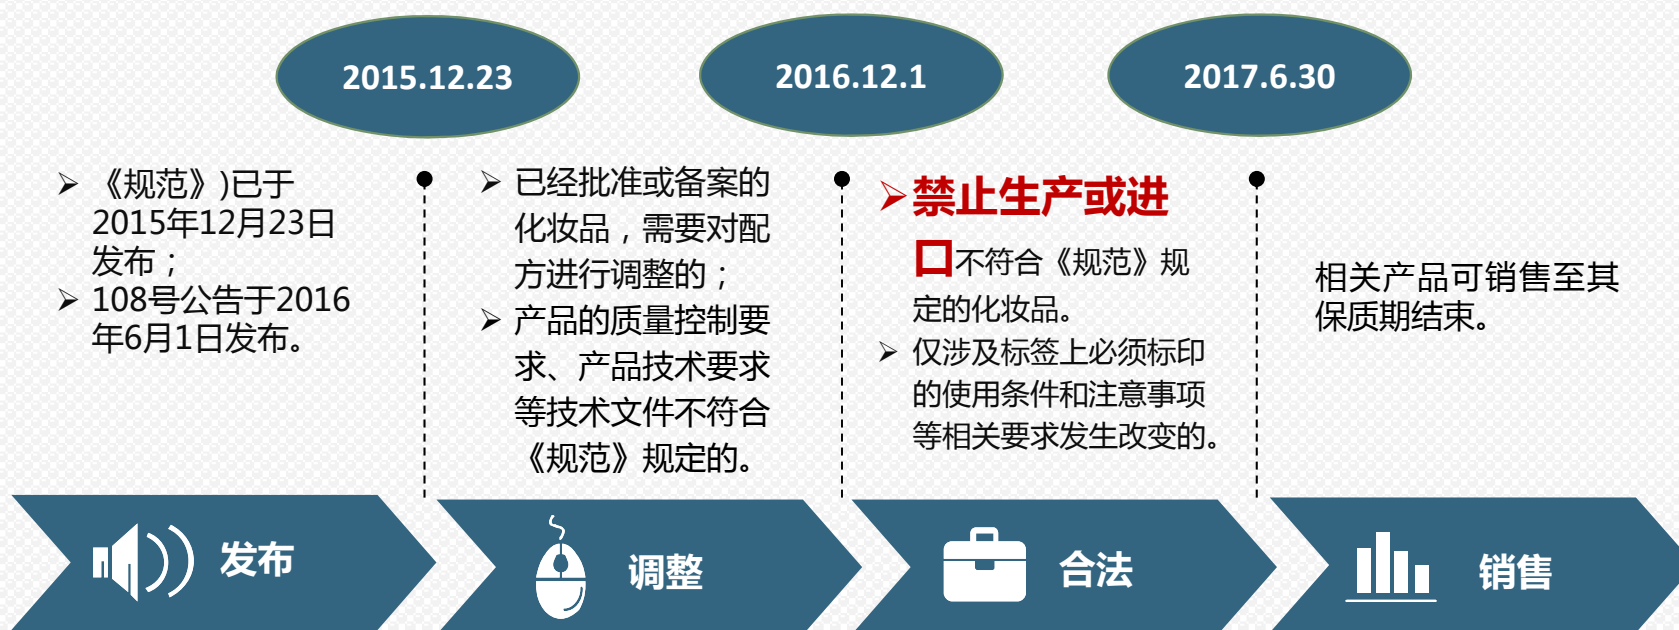 2015.12.23
2016.12.1
2017.6.30
《规范》)已于
2015年12月23日
发布；
108号公告于2016
年6月1日发布。
已经批准或备案的
化妆品，需要对配
方进行调整的；
产品的质量控制要
求、产品技术要求
等技术文件不符合
《规范》规定的。
禁止生产或进
口不符合《规范》规
定的化妆品。
仅涉及标签上必须标印
的使用条件和注意事项
等相关要求发生改变的。
相关产品可销售至其
保质期结束。
发布
调整
合法
销售